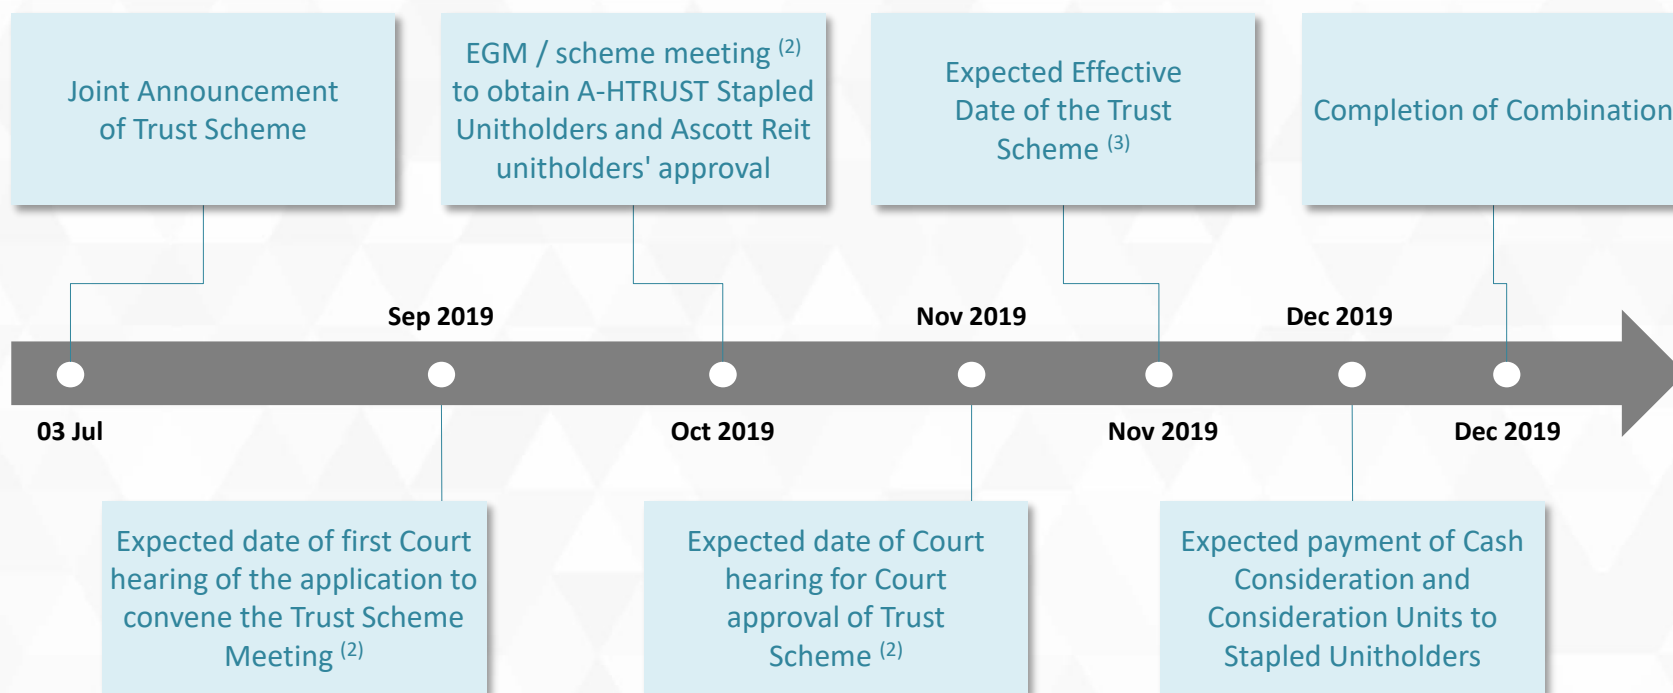 Joint Announcement
of Trust Scheme
EGM / scheme meeting (2)
to obtain A-HTRUST Stapled
Unitholders and Ascott Reit
unitholders' approval
Expected Effective
Date of the Trust
Scheme (3)
Completion of Combination
Sep 2019
Nov 2019
Dec 2019
03 Jul
Oct 2019
Nov 2019
Dec 2019
Expected date of first Court
hearing of the application to
convene the Trust Scheme
Meeting (2)
Expected date of Court
hearing for Court
approval of Trust
Scheme (2)
Expected payment of Cash
Consideration and
Consideration Units to
Stapled Unitholders